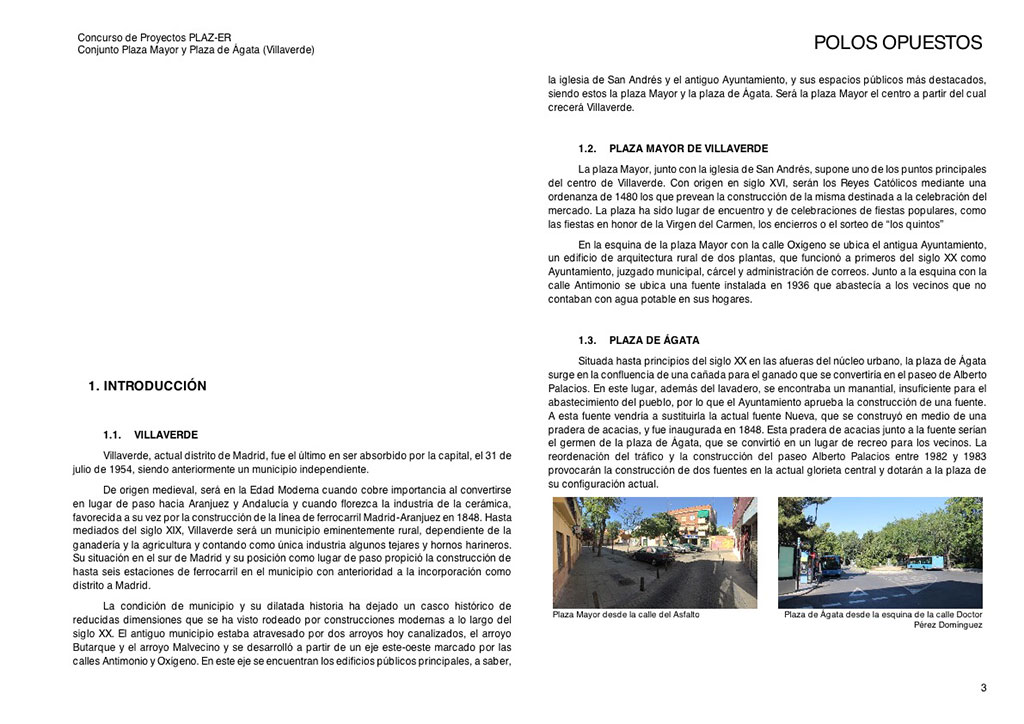 Concurso de Proyectos PLAZ-ER
Conjunto Plaza Mayor y Plaza de Ágata (Villaverde)
POLOS OPUESTOS
1. INTRODUCCIÓN
1.1. VILLAVERDE
Villaverde, actual distrito de Madrid, fue el último en ser absorbido por la capital, el 31 de
julio de 1954, siendo anteriormente un municipio independiente.
De origen medieval, será en la Edad Moderna cuando cobre importancia al convertirse
en lugar de paso hacia Aranjuez y Andalucía y cuando florezca la industria de la cerámica,
favorecida a su vez por la construcción de la línea de ferrocarril Madrid-Aranjuez en 1848. Hasta
mediados del siglo XIX, Villaverde será un municipio eminentemente rural, dependiente de la
ganadería y la agricultura y contando como única industria algunos tejares y hornos harineros.
Su situación en el sur de Madrid y su posición como lugar de paso propició la construcción de
hasta seis estaciones de ferrocarril en el municipio con anterioridad a la incorporación como
distrito a Madrid.
La condición de municipio y su dilatada historia ha dejado un casco histórico de
reducidas dimensiones que se ha visto rodeado por construcciones modernas a lo largo del
siglo XX. El antiguo municipio estaba atravesado por dos arroyos hoy canalizados, el arroyo
Butarque y el arroyo Malvecino y se desarrolló a partir de un eje este-oeste marcado por las
calles Antimonio y Oxígeno. En este eje se encuentran los edificios públicos principales, a saber,
la iglesia de San Andrés y el antiguo Ayuntamiento, y sus espacios públicos más destacados,
siendo estos la plaza Mayor y la plaza de Ágata. Será la plaza Mayor el centro a partir del cual
crecerá Villaverde.
1.2. PLAZA MAYOR DE VILLAVERDE
La plaza Mayor, junto con la iglesia de San Andrés, supone uno de los puntos principales
del centro de Villaverde. Con origen en siglo XVI, serán los Reyes Católicos mediante una
ordenanza de 1480 los que prevean la construcción de la misma destinada a la celebración del
mercado. La plaza ha sido lugar de encuentro y de celebraciones de fiestas populares, como
las fiestas en honor de la Virgen del Carmen, los encierros o el sorteo de “los quintos”
En la esquina de la plaza Mayor con la calle Oxígeno se ubica el antigua Ayuntamiento,
un edificio de arquitectura rural de dos plantas, que funcionó a primeros del siglo XX como
Ayuntamiento, juzgado municipal, cárcel y administración de correos. Junto a la esquina con la
calle Antimonio se ubica una fuente instalada en 1936 que abastecía a los vecinos que no
contaban con agua potable en sus hogares.
1.3. PLAZA DE ÁGATA
Situada hasta principios del siglo XX en las afueras del núcleo urbano, la plaza de Ágata
surge en la confluencia de una cañada para el ganado que se convertiría en el paseo de Alberto
Palacios. En este lugar, además del lavadero, se encontraba un manantial, insuficiente para el
abastecimiento del pueblo, por lo que el Ayuntamiento aprueba la construcción de una fuente.
A esta fuente vendría a sustituirla la actual fuente Nueva, que se construyó en medio de una
pradera de acacias, y fue inaugurada en 1848. Esta pradera de acacias junto a la fuente serían
el germen de la plaza de Ágata, que se convirtió en un lugar de recreo para los vecinos. La
reordenación del tráfico y la construcción del paseo Alberto Palacios entre 1982 y 1983
provocarán la construcción de dos fuentes en la actual glorieta central y dotarán a la plaza de
su configuración actual.
Plaza Mayor desde la calle del Asfalto
Plaza de Ágata desde la esquina de la calle Doctor
Pérez Domínguez
3